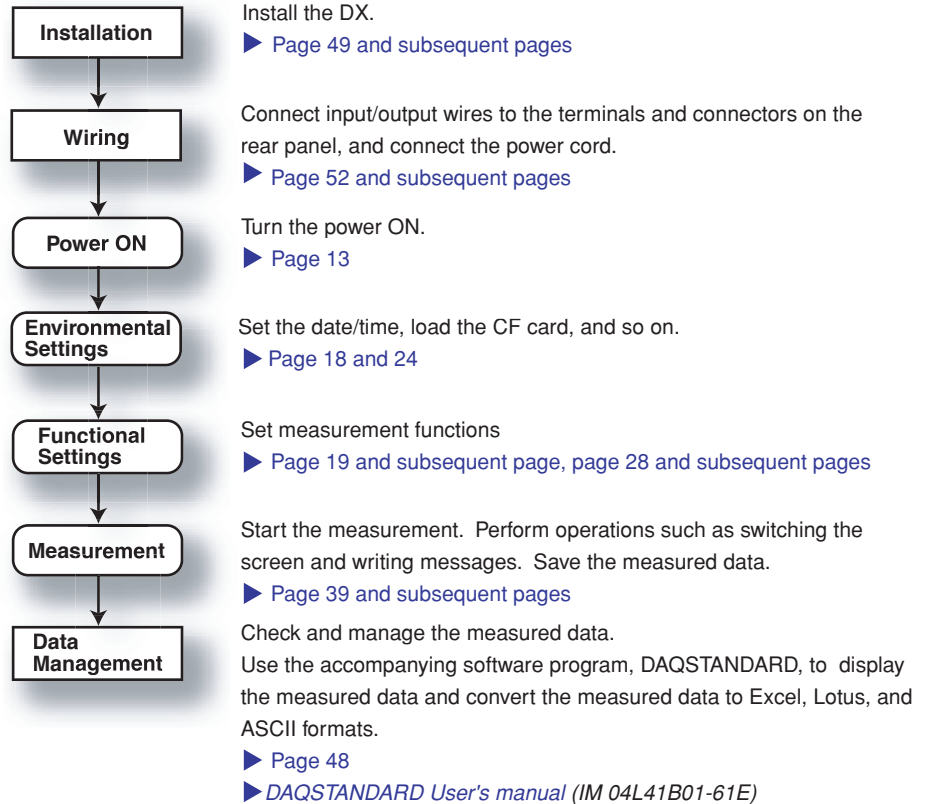 Installation
Install the DX.
▶ Page 49 and subsequent pages
Wiring
Connect input/output wires to the terminals and connectors on the
rear panel, and connect the power cord.
▶ Page 52 and subsequent pages
Power ON
Turn the power ON.
▶ Page 13
Environmental
Settings
Set the date/time, load the CF card, and so on.
▶ Page 18 and 24
Functional
Settings
Set measurement functions
▶ Page 19 and subsequent page, page 28 and subsequent pages
Measurement
Start the measurement.  Perform operations such as switching the
screen and writing messages.  Save the measured data.
▶ Page 39 and subsequent pages
Data
Management
Check and manage the measured data.
Use the accompanying software program, DAQSTANDARD, to  display
the measured data and convert the measured data to Excel, Lotus, and
ASCII formats.
▶ Page 48
▶ DAQSTANDARD User's manual (IM 04L41B01-61E)